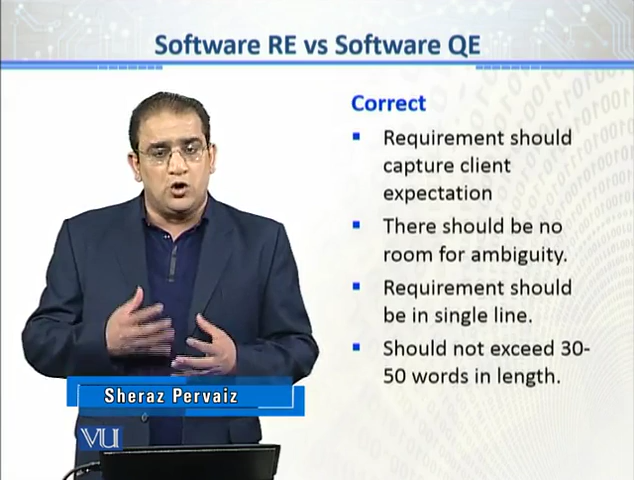 Software RE vs Software QE
Correct
Requirement should
capture client
expectation
There should be no
room for ambiguity.
Requirement should
be in single line.
Should not exceed 30-
50 words in length.
Sheraz Pervaiz
VU